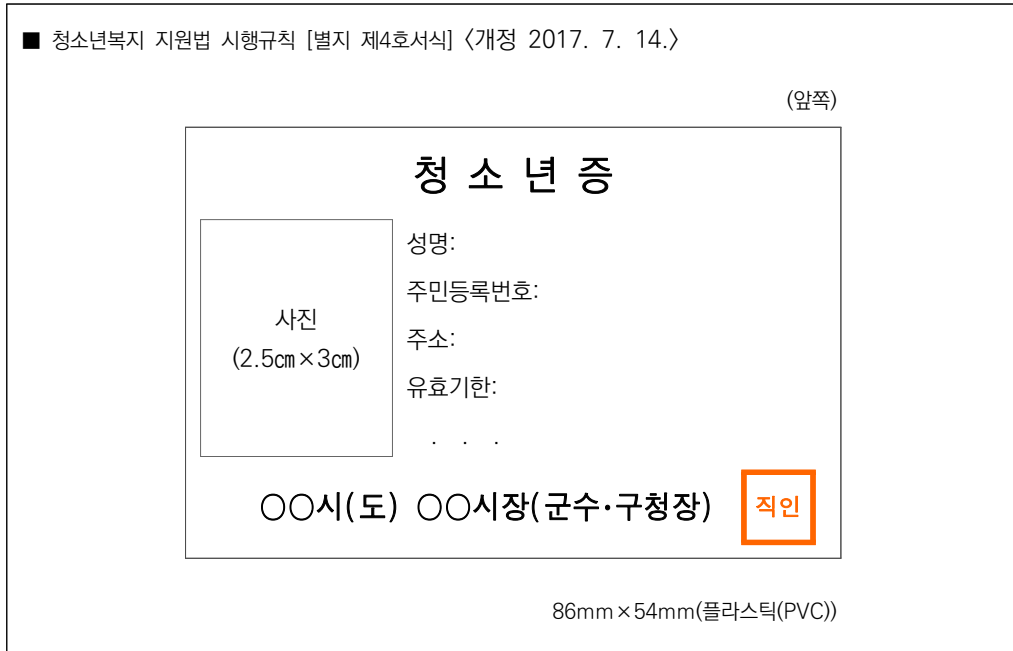 ■ 청소년복지 지원법 시행규칙 [별지 제4호서식] 〈개정 2017. 7. 14.〉
(앞쪽)
청 소 년 증
사진
(2.5㎝×3㎝)
성명:
주민등록번호:
주소:
유효기한:
. . .
○○시(도) ○○시장(군수·구청장)
직인
86mm×54mm(플라스틱(PVC))